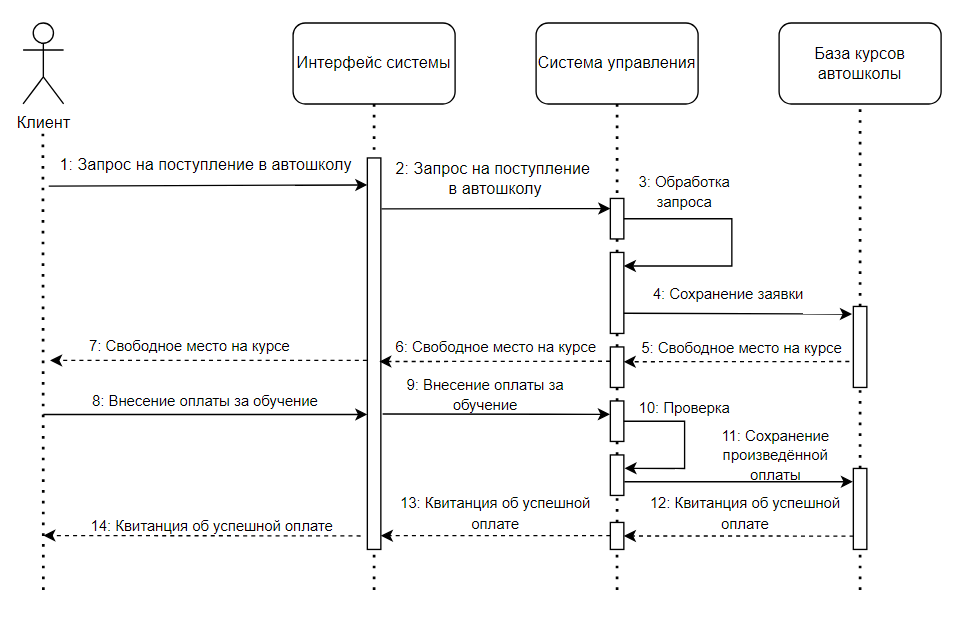 Клиент
Интерфейс системы
Система управления
База курсов
автошколы
1: Запрос на поступление в автошколу
2: Запрос на поступление
в автошколу
3: Обработка
запроса
4: Сохранение заявки
5: Свободное место на курсе
6: Свободное место на курсе
7: Свободное место на курсе
8: Внесение оплаты за обучение
9: Внесение оплаты за
обучение
10: Проверка
11: Сохранение
произведённой
оплаты
12: Квитанция об успешной
оплате
13: Квитанция об успешной
оплате
14: Квитанция об успешной оплате